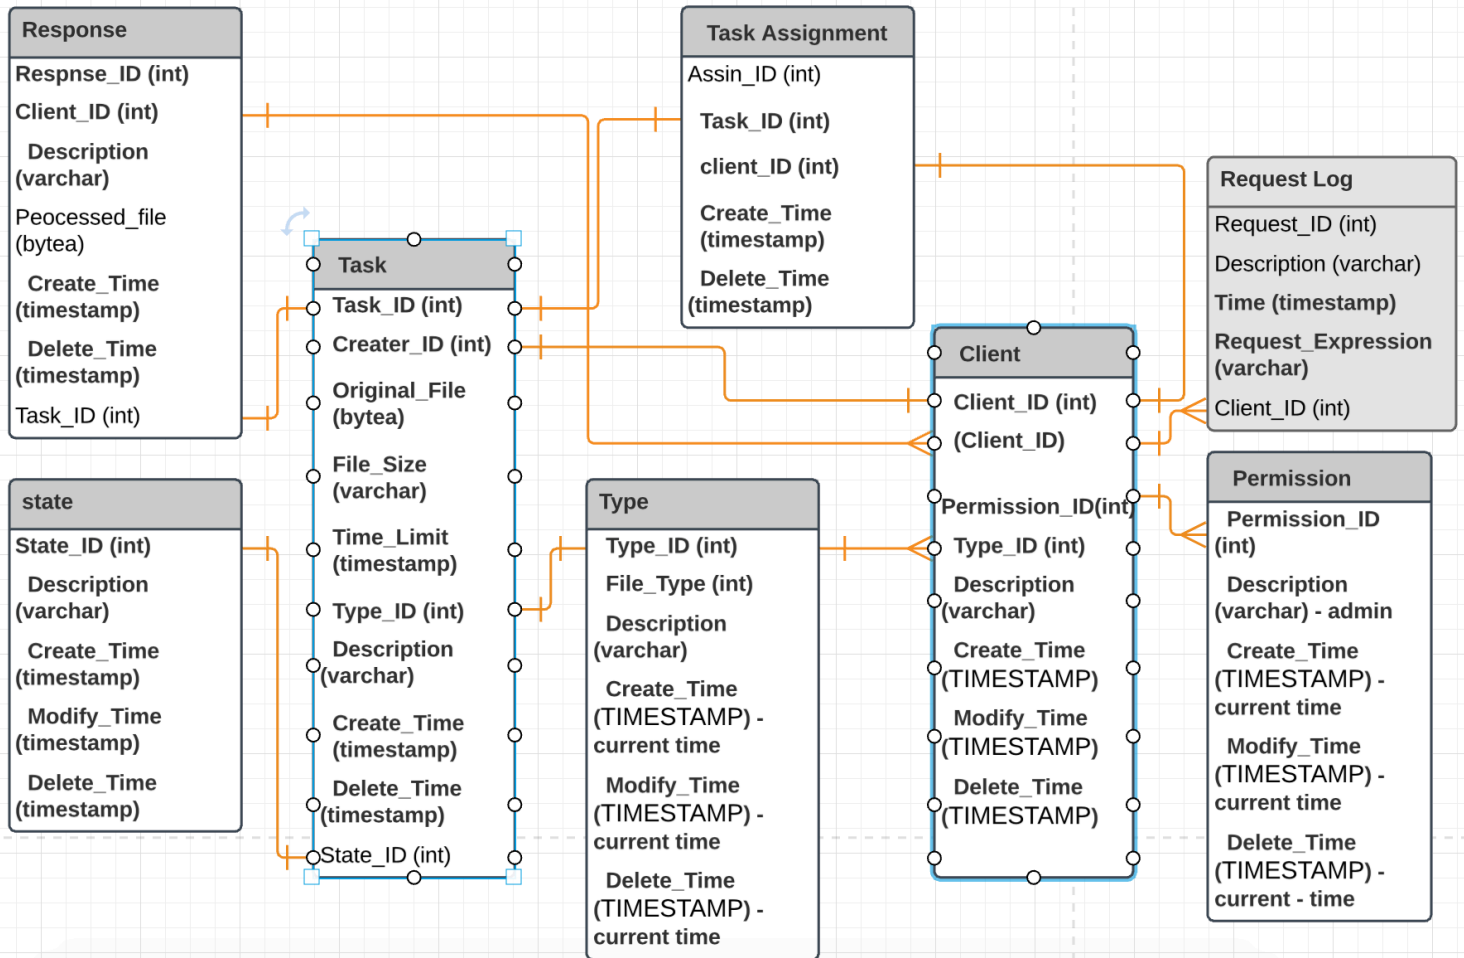 Response
Respnse_ID (int)
Client_ID (int)
Description
(varchar)
Peocessed_file
(bytea)
Create_Time
(timestamp)
Delete_Time
(timestamp)
Task_ID (int)
state
State_ID (int)
Description
(varchar)
Create_Time
(timestamp)
Modify_Time
(timestamp)
Delete_Time
(timestamp)
Task
Task_ID (int)
Creater_ID (int)
Original_File
(bytea)
File_Size
(varchar)
Time_Limit
(timestamp)
Type_ID (int)
Description
(varchar)
Create_Time
(timestamp)
Delete_Time
(timestamp)
State_ID (int)
Task Assignment
Assin_ID (int)
Task_ID (int)
client_ID (int)
Create_Time
(timestamp)
Delete_Time
(timestamp)
Type
Type_ID (int)
File_Type (int)
Description
(varchar)
Create_Time
(TIMESTAMP) -
current time
Modify_Time
(TIMESTAMP) -
current time
Delete_Time
(TIMESTAMP) -
current time
Client
Client_ID (int)
(Client_ID)
Permission_ID(int)
Type_ID (int)
Description
(varchar)
Create_Time
(TIMESTAMP)
Modify_Time
(TIMESTAMP)
Delete_Time
(TIMESTAMP)
Request Log
Request_ID (int)
Description (varchar)
Time (timestamp)
Request_Expression
(varchar)
Client_ID (int)
Permission
Permission_ID
(int)
Description
(varchar) - admin
Create_Time
(TIMESTAMP) -
current time
Modify_Time
(TIMESTAMP) -
current time
Delete_Time
(TIMESTAMP) -
current - time